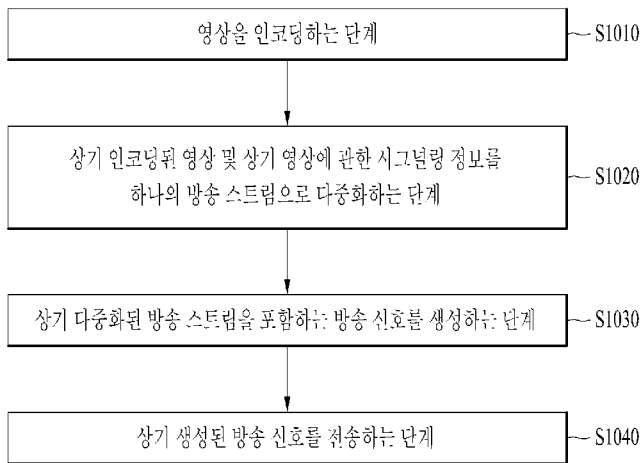 영상을 인코딩하는 단계
S1010
상기 인코딩된 영상 및 상기 영상에 관한 시그널링 정보를
하나의 방송 스트림으로 다중화하는 단계
S1020
상기 다중화된 방송 스트림을 포함하는 방송 신호를 생성하는 단계
S1030
상기 생성된 방송 신호를 전송하는 단계
S1040